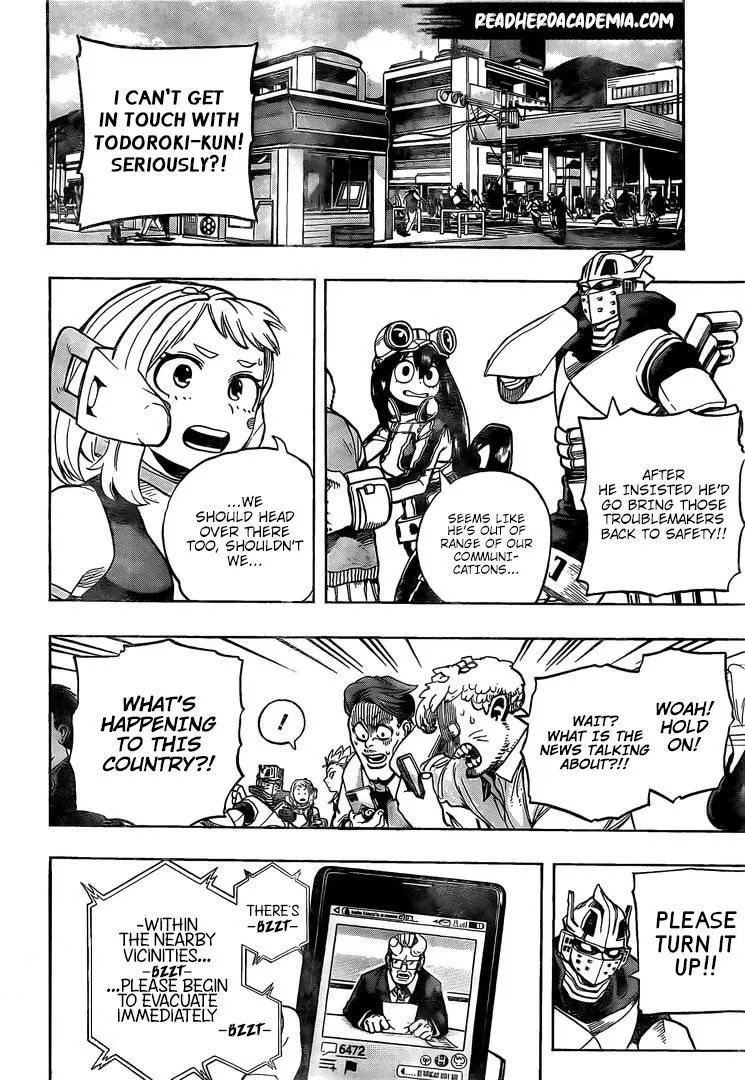 READHEROACADEMIA.COM
I CAN'T GET
IN TOUCH WITH
TODOROKI-KUN!
SERIOUSLY?!
AFTER
HE INSISTED HE'D
GO BRING THOSE
TROUBLEMAKERS
BACK TO SAFETY!!
SEEMS LIKE
HE'S OUT OF
RANGE OF OUR
COMMUNI-
CATIONS...
...WE
SHOULD HEAD
OVER THERE
TOO, SHOULDN'T
WE...
WOAH!
HOLD
ON!
WAIT?
WHAT IS THE
NEWS TALKING
ABOUT?!!
!
WHAT'S
HAPPENING
TO THIS
COUNTRY?!
PLEASE
TURN IT
UP!!
THERE'S
-BZZT-
-WITHIN
THE NEARBY
VICINITIES...
-BZZT-
...PLEASE BEGIN
TO EVACUATE
IMMEDIATELY
-BZZT-
6472